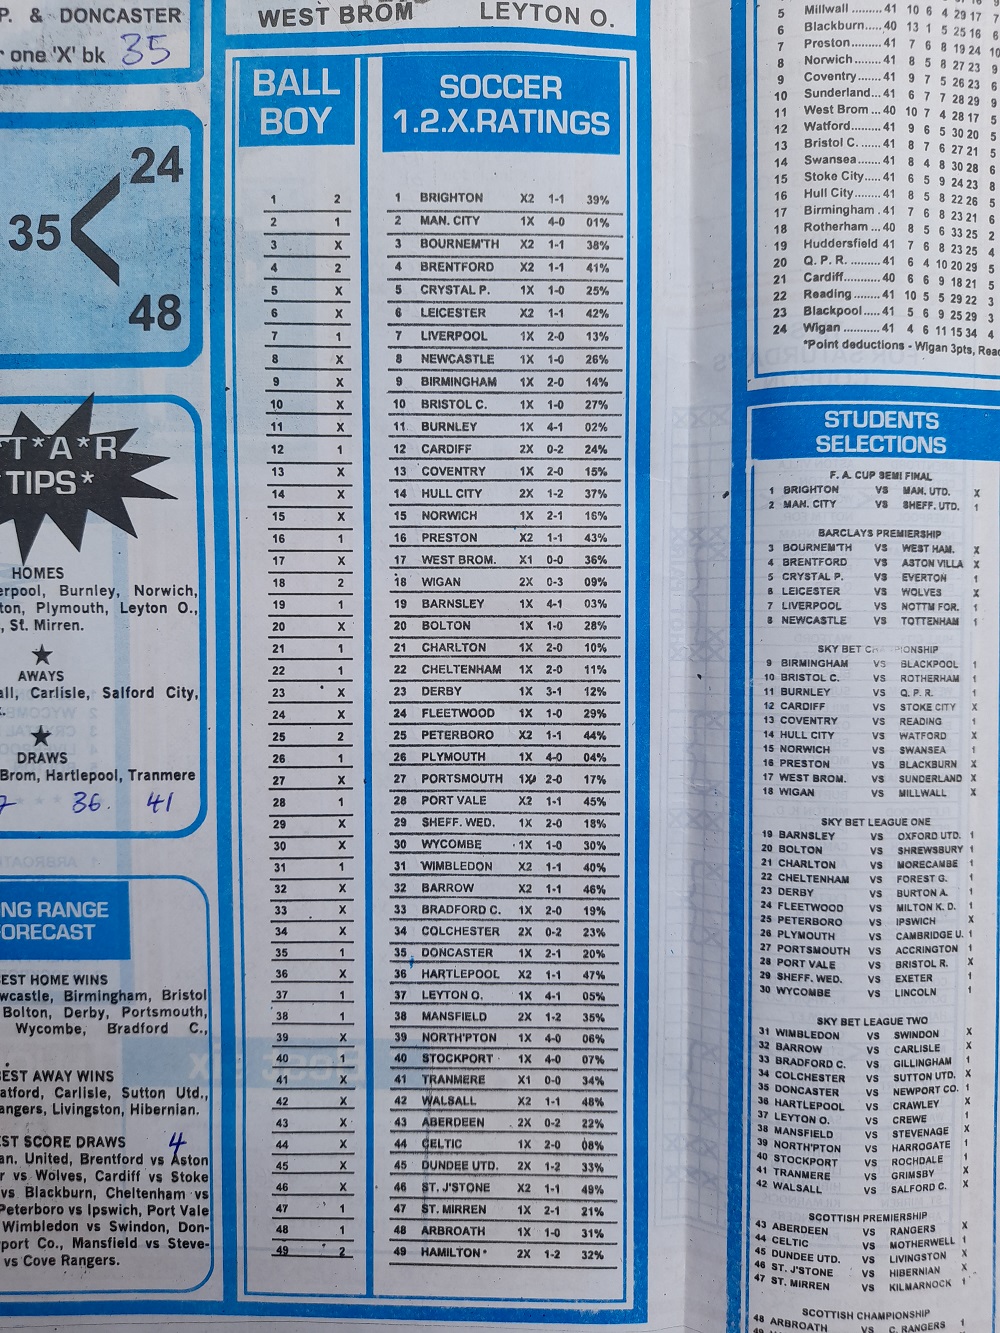 P. & DONCASTER
one 'X' bk 35
24
35
48
T*A*R
TIPS*
HOMES
erpool, Burnley, Norwich,
ton, Plymouth, Leyton O.,
, St. Mirren.
AWAYS
all, Carlisle, Salford City,
DRAWS
Brom, Hartlepool, Tranmere
7 36. 41
NG RANGE
ORECAST
EST HOME WINS
wcastle, Birmingham, Bristol
Bolton, Derby, Portsmouth,
Wycombe, Bradford C.,
EST AWAY WINS
atford, Carlisle, Sutton Utd.,
angers, Livingston, Hibernian.
ST SCORE DRAWS 4
an. United, Brentford vs Aston
r vs Wolves, Cardiff vs Stoke
vs Blackburn, Cheltenham vs
Peterboro vs Ipswich, Port Vale
Wimbledon vs Swindon, Don-
port Co., Mansfield vs Steve-
vs Cove Rangers.
WEST BROM LEYTON O.
BALL
BOY
1 2
2 1
3 X
4 2
5 X
6 X
7 1
8 X
9 X
10 X
11 X
12 1
13 X
14 X
15 X
16 1
17 X
18 2
19 1
20 X
21 1
22 1
23 X
24 X
25 2
26 1
27 X
28 1
29 X
30 X
31 1
32 X
33 X
34 X
35 1
36 X
37 1
38 1
39 X
40 1
41 X
42 X
43 X
44 X
45 X
46 X
47 1
48 1
49 2
SOCCER
1.2.X.RATINGS
1 BRIGHTON X2 1-1 39%
2 MAN. CITY 1X 4-0 01%
3 BOURNEM'TH X2 1-1 38%
4 BRENTFORD X2 1-1 41%
5 CRYSTAL P. 1X 1-0 25%
6 LEICESTER X2 1-1 42%
7 LIVERPOOL 1X 2-0 13%
8 NEWCASTLE 1X 1-0 26%
9 BIRMINGHAM 1X 2-0 14%
10 BRISTOL C. 1X 1-0 27%
11 BURNLEY 1X 4-1 02%
12 CARDIFF 2X 0-2 24%
13 COVENTRY 1X 2-0 15%
14 HULL CITY 2X 1-2 37%
15 NORWICH 1X 2-1 16%
16 PRESTON X2 1-1 43%
17 WEST BROM. X1 0-0 36%
18 WIGAN 2X 0-3 09%
19 BARNSLEY 1X 4-1 03%
20 BOLTON 1X 1-0 28%
21 CHARLTON 1X 2-0 10%
22 CHELTENHAM 1X 2-0 11%
23 DERBY 1X 3-1 12%
24 FLEETWOOD 1X 1-0 29%
25 PETERBORO X2 1-1 44%
26 PLYMOUTH 1X 4-0 04%
27 PORTSMOUTH 1X 2-0 17%
28 PORT VALE X2 1-1 45%
29 SHEFF. WED. 1X 2-0 18%
30 WYCOMBE 1X 1-0 30%
31 WIMBLEDON X2 1-1 40%
32 BARROW X2 1-1 46%
33 BRADFORD C. 1X 2-0 19%
34 COLCHESTER 2X 0-2 23%
35 DONCASTER 1X 2-1 20%
36 HARTLEPOOL X2 1-1 47%
37 LEYTON O. 1X 4-1 05%
38 MANSFIELD 2X 1-2 35%
39 NORTH'PTON 1X 4-0 06%
40 STOCKPORT 1X 4-0 07%
41 TRANMERE X1 0-0 34%
42 WALSALL X2 1-1 48%
43 ABERDEEN 2X 0-2 22%
44 CELTIC 1X 2-0 08%
45 DUNDEE UTD. 2X 1-2 33%
46 ST. J'STONE X2 1-1 49%
47 ST. MIRREN 1X 2-1 21%
48 ARBROATH 1X 1-0 31%
49 HAMILTON 2X 1-2 32%
5 Millwall 41 10 6 4 29 17 7
6 Blackburn 40 13 1 5 25 16 6
7 Preston 41 7 6 8 19 24 10
8 Norwich 41 8 5 8 27 23 9
9 Coventry 41 9 7 5 26 23 6
10 Sunderland 41 6 7 7 28 29 9
11 West Brom 40 10 7 4 28 17 5
12 Watford 41 9 6 5 30 20 5
13 Bristol C. 41 8 7 6 27 21 5
14 Swansea 41 8 4 8 30 28 6
15 Stoke City 41 6 5 9 24 23 8
16 Hull City 41 8 5 8 22 26 5
17 Birmingham 41 7 6 8 23 21 6
18 Rotherham 40 8 5 6 33 25 2
19 Huddersfield 41 7 6 8 23 25 4
20 Q. P. R. 41 6 4 10 20 29 5
21 Cardiff 40 6 6 9 18 21 5
22 Reading 41 10 5 5 29 22 3
23 Blackpool 41 5 6 9 25 29 3
24 Wigan 41 4 6 11 15 34 4
*Point deductions - Wigan 3pts, Read
STUDENTS
SELECTIONS
F. A. CUP SEMI FINAL
1 BRIGHTON VS MAN. UTD. X
2 MAN. CITY VS SHEFF. UTD. 1
BARCLAYS PREMIERSHIP
3 BOURNEM'TH VS WEST HAM. X
4 BRENTFORD VS ASTON VILLA X
5 CRYSTAL P. VS EVERTON 1
6 LEICESTER VS WOLVES X
7 LIVERPOOL VS NOTTM FOR. 1
8 NEWCASTLE VS TOTTENHAM 1
SKY BET CHAMPIONSHIP
9 BIRMINGHAM VS BLACKPOOL 1
10 BRISTOL C. VS ROTHERHAM 1
11 BURNLEY VS Q. P. R. 1
12 CARDIFF VS STOKE CITY X
13 COVENTRY VS READING 1
14 HULL CITY VS WATFORD X
15 NORWICH VS SWANSEA 1
16 PRESTON VS BLACKBURN X
17 WEST BROM. VS SUNDERLAND X
18 WIGAN VS MILLWALL X
SKY BET LEAGUE ONE
19 BARNSLEY VS OXFORD UTD. 1
20 BOLTON VS SHREWSBURY 1
21 CHARLTON VS MORECAMBE 1
22 CHELTENHAM VS FOREST G. 1
23 DERBY VS BURTON A. 1
24 FLEETWOOD VS MILTON K. D. 1
25 PETERBORO VS IPSWICH X
26 PLYMOUTH VS CAMBRIDGE U. 1
27 PORTSMOUTH VS ACCRINGTON 1
28 PORT VALE VS BRISTOL R. X
29 SHEFF. WED. VS EXETER 1
30 WYCOMBE VS LINCOLN 1
SKY BET LEAGUE TWO
31 WIMBLEDON VS SWINDON X
32 BARROW VS CARLISLE X
33 BRADFORD C. VS GILLINGHAM 1
34 COLCHESTER VS SUTTON UTD. X
35 DONCASTER VS NEWPORT CO. 1
36 HARTLEPOOL VS CRAWLEY X
37 LEYTON O. VS CREWE 1
38 MANSFIELD VS STEVENAGE X
39 NORTH'PTON VS HARROGATE 1
40 STOCKPORT VS ROCHDALE 1
41 TRANMERE VS GRIMSBY X
42 WALSALL VS SALFORD C. X
SCOTTISH PREMIERSHIP
43 ABERDEEN VS RANGERS X
44 CELTIC VS MOTHERWELL 1
45 DUNDEE UTD. VS LIVINGSTON X
46 ST. J'STONE VS HIBERNIAN X
47 ST. MIRREN VS KILMARNOCK 1
SCOTTISH CHAMPIONSHIP
48 ARBROATH VS C. RANGERS 1